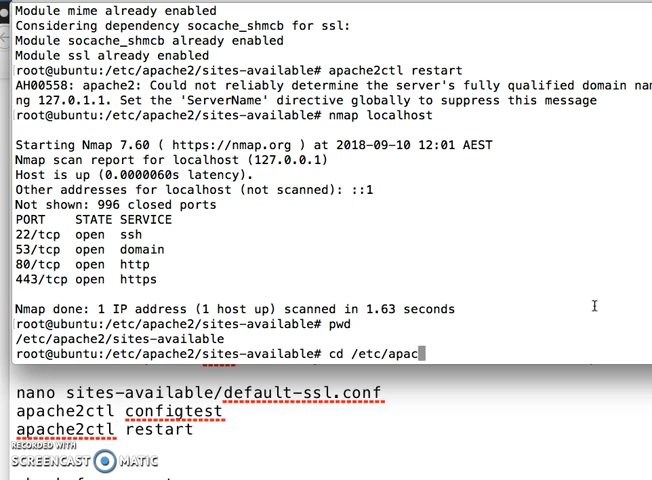 Module mime already enabled
Considering dependency socache_shmcb for ssl:
Module socache_shmcb already enabled
Module ssl already enabled
root@ubuntu:/etc/apache2/sites-available# apache2ctl restart
AH00558: apache2: Could not reliably determine the server's fully qualified domain na
ng 127.0.1.1. Set the 'ServerName' directive globally to suppress this message
root@ubuntu:/etc/apache2/sites-available# nmap localhost
Starting Nmap 7.60 ( https://nmap.org ) at 2018-09-10 12:01 AEST
Nmap scan report for localhost (127.0.0.1)
Host is up (0.0000060s latency).
Other addresses for localhost (not scanned): ::1
Not shown: 996 closed ports
PORT STATE SERVICE
22/tcp open ssh
53/tcp open domain
80/tcp open http
443/tcp open https
Nmap done: 1 IP address (1 host up) scanned in 1.63 seconds
root@ubuntu:/etc/apache2/sites-available# pwd
/etc/apache2/sites-available
root@ubuntu:/etc/apache2/sites-available# cd /etc/apac
nano sites-available/default-ssl.conf
apache2ctl configtest
apache2ctl restart
RECORDED WITH
SCREENCAST MATIC